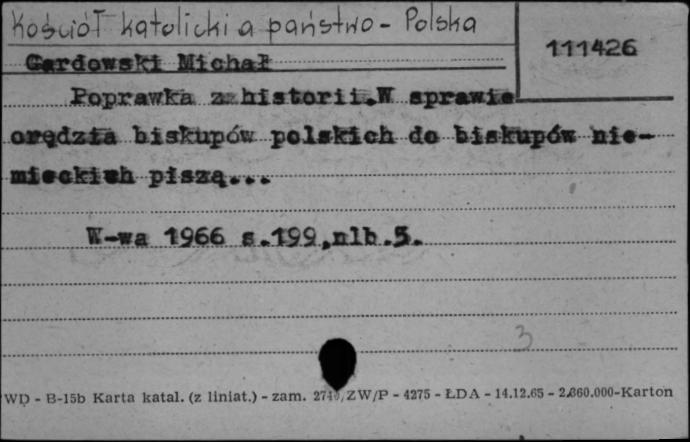 Kościół katolicki a państwo - Polska
111426
Gardowski Michał
Poprawka z historii.W sprawie
orędzia biskupów polskich do biskupów nie-
mieckich piszą...
W-wa 1966 s.199,nlb.5.
3
WD - B-15b Karta katal. (z liniat.) - zam. 2740/ZW/P - 4275 - ŁDA - 14.12.65 - 2.860.000-Karton